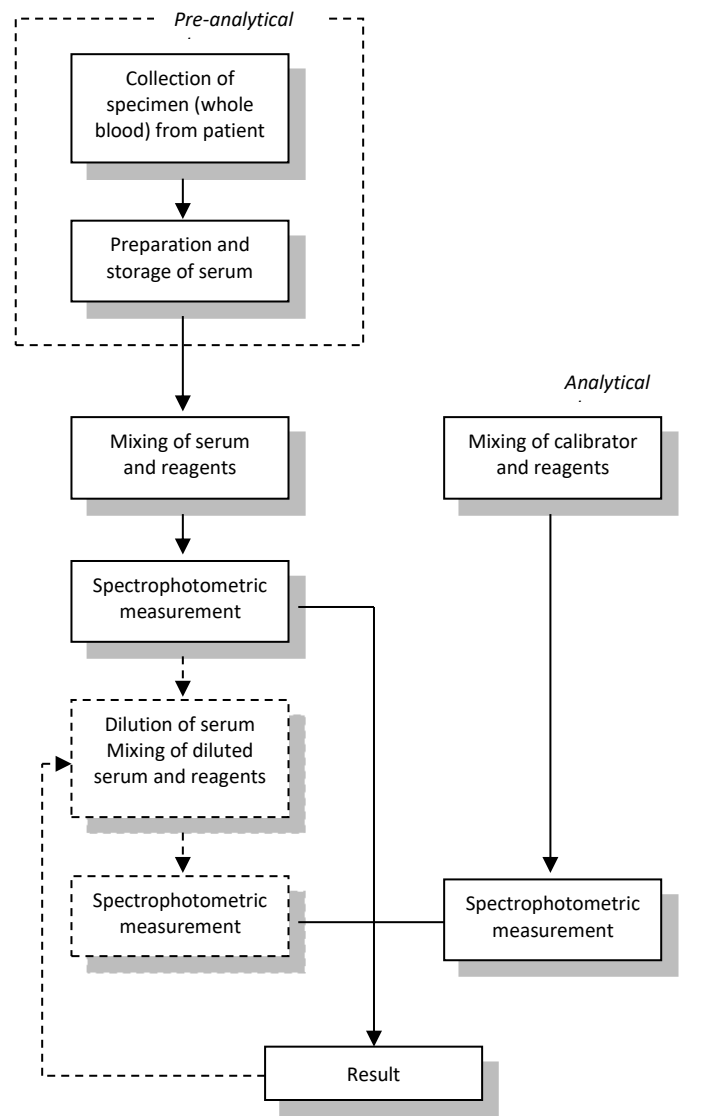 Pre-analytical
Collection of
specimen (whole
blood) from patient
Preparation and
storage of serum
Analytical
Mixing of serum
and reagents
Mixing of calibrator
and reagents
Spectrophotometric
measurement
Dilution of serum
Mixing of diluted
serum and reagents
Spectrophotometric
measurement
Spectrophotometric
measurement
Result